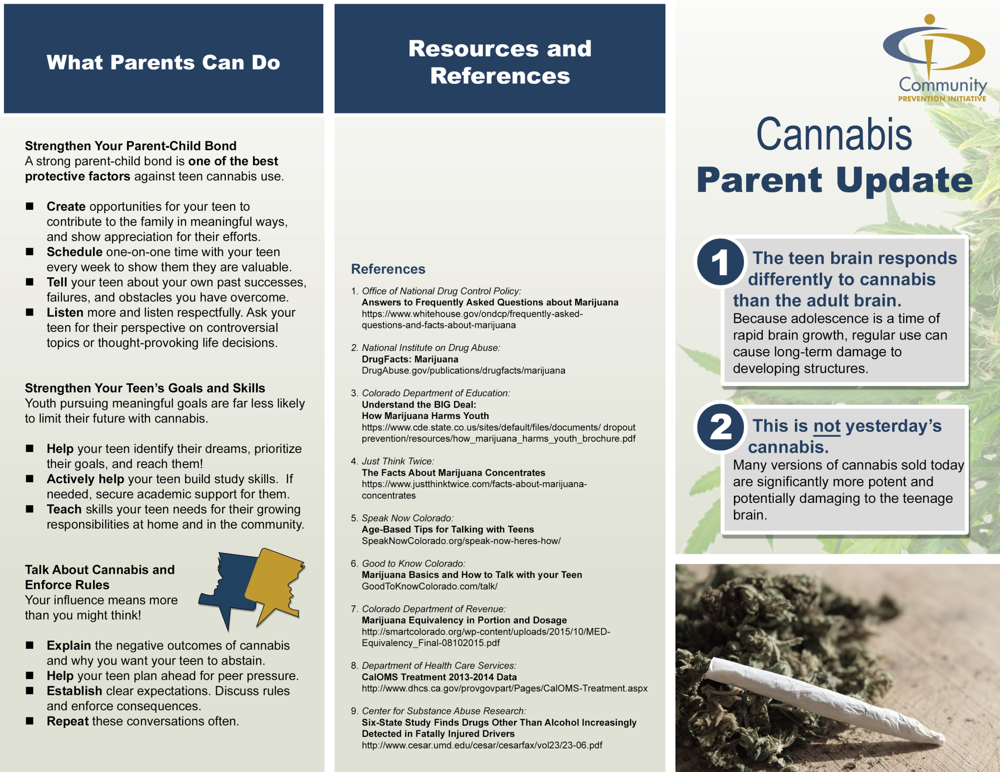 What Parents Can Do
Strengthen Your Parent-Child Bond
A strong parent-child bond is one of the best
protective factors against teen cannabis use.
■ Create opportunities for your teen to
contribute to the family in meaningful ways,
and show appreciation for their efforts.
■ Schedule one-on-one time with your teen
every week to show them they are valuable.
■ Tell your teen about your own past successes,
failures, and obstacles you have overcome.
■ Listen more and listen respectfully. Ask your
teen for their perspective on controversial
topics or thought-provoking life decisions.
Strengthen Your Teen’s Goals and Skills
Youth pursuing meaningful goals are far less likely
to limit their future with cannabis.
■ Help your teen identify their dreams, prioritize
their goals, and reach them!
■ Actively help your teen build study skills.  If
needed, secure academic support for them.
■ Teach skills your teen needs for their growing
responsibilities at home and in the community.
Talk About Cannabis and
Enforce Rules
Your influence means more
than you might think!
■ Explain the negative outcomes of cannabis
and why you want your teen to abstain.
■ Help your teen plan ahead for peer pressure.
■ Establish clear expectations. Discuss rules
and enforce consequences.
■ Repeat these conversations often.
Resources and
References
References
1. Office of National Drug Control Policy:
Answers to Frequently Asked Questions about Marijuana
https://www.whitehouse.gov/ondcp/frequently-asked-
questions-and-facts-about-marijuana
2. National Institute on Drug Abuse:
DrugFacts: Marijuana
DrugAbuse.gov/publications/drugfacts/marijuana
3. Colorado Department of Education:
Understand the BIG Deal:
How Marijuana Harms Youth
https://www.cde.state.co.us/sites/default/files/documents/ dropout
prevention/resources/how_marijuana_harms_youth_brochure.pdf
4. Just Think Twice:
The Facts About Marijuana Concentrates
https://www.justthinktwice.com/facts-about-marijuana-
concentrates
5. Speak Now Colorado:
Age-Based Tips for Talking with Teens
SpeakNowColorado.org/speak-now-heres-how/
6. Good to Know Colorado:
Marijuana Basics and How to Talk with your Teen
GoodToKnowColorado.com/talk/
7. Colorado Department of Revenue:
Marijuana Equivalency in Portion and Dosage
http://smartcolorado.org/wp-content/uploads/2015/10/MED-
Equivalency_Final-08102015.pdf
8. Department of Health Care Services:
CalOMS Treatment 2013-2014 Data
http://www.dhcs.ca.gov/provgovpart/Pages/CalOMS-Treatment.aspx
9. Center for Substance Abuse Research:
Six-State Study Finds Drugs Other Than Alcohol Increasingly
Detected in Fatally Injured Drivers
http://www.cesar.umd.edu/cesar/cesarfax/vol23/23-06.pdf
Community
PREVENTION INITIATIVE
Cannabis
Parent Update
1 The teen brain responds
differently to cannabis
than the adult brain.
Because adolescence is a time of
rapid brain growth, regular use can
cause long-term damage to
developing structures.
2 This is not yesterday’s
cannabis.
Many versions of cannabis sold today
are significantly more potent and
potentially damaging to the teenage
brain.